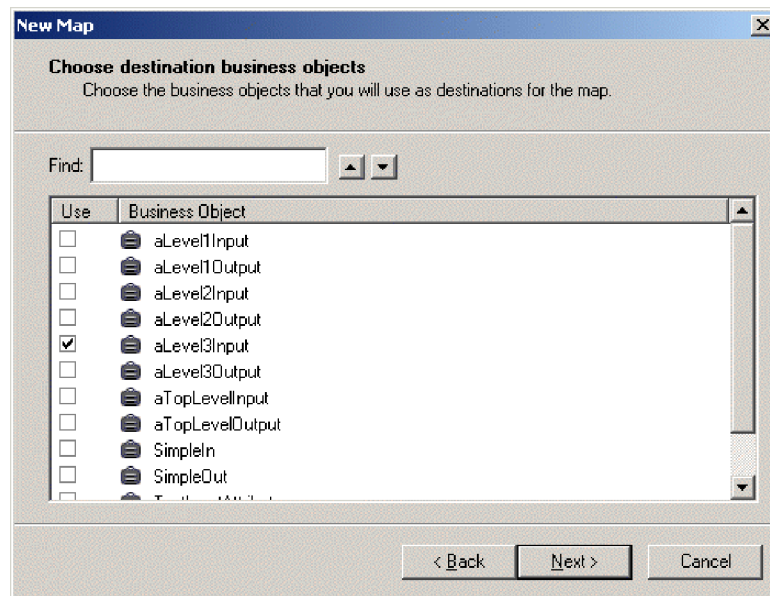 New Map
Choose destination business objects
Choose the business objects that you will use as destinations for the map.
Find:
Use Business Object
aLevel1Input
aLevel1Output
aLevel2Input
aLevel2Output
aLevel3Input
aLevel3Output
aTopLevelInput
aTopLevelOutput
SimpleIn
SimpleOut
< Back Next > Cancel